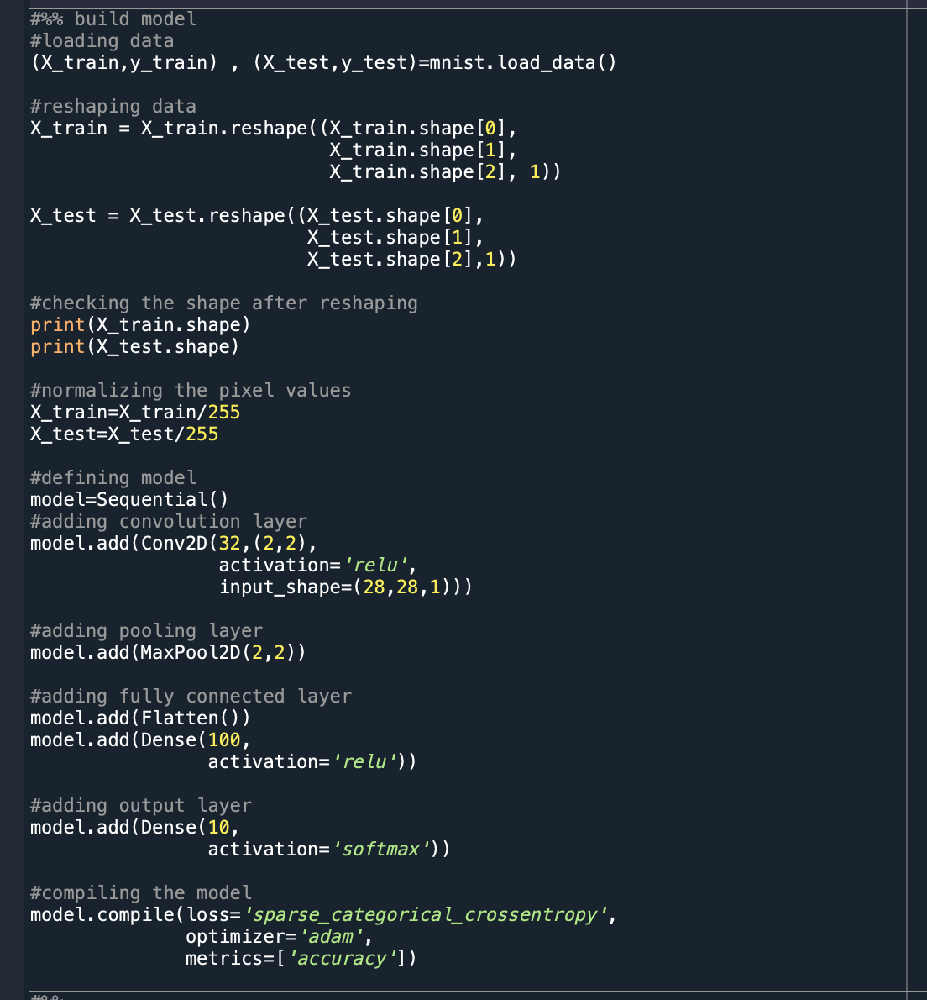 #%% build model
#loading data
(X_train,y_train) , (X_test,y_test)=mnist.load_data()

#reshaping data
X_train = X_train.reshape((X_train.shape[0],
                           X_train.shape[1],
                           X_train.shape[2], 1))

X_test = X_test.reshape((X_test.shape[0],
                         X_test.shape[1],
                         X_test.shape[2],1))

#checking the shape after reshaping
print(X_train.shape)
print(X_test.shape)

#normalizing the pixel values
X_train=X_train/255
X_test=X_test/255

#defining model
model=Sequential()
#adding convolution layer
model.add(Conv2D(32,(2,2),
                 activation='relu',
                 input_shape=(28,28,1)))

#adding pooling layer
model.add(MaxPool2D(2,2))

#adding fully connected layer
model.add(Flatten())
model.add(Dense(100,
                activation='relu'))

#adding output layer
model.add(Dense(10,
                activation='softmax'))

#compiling the model
model.compile(loss='sparse_categorical_crossentropy',
              optimizer='adam',
              metrics=['accuracy'])